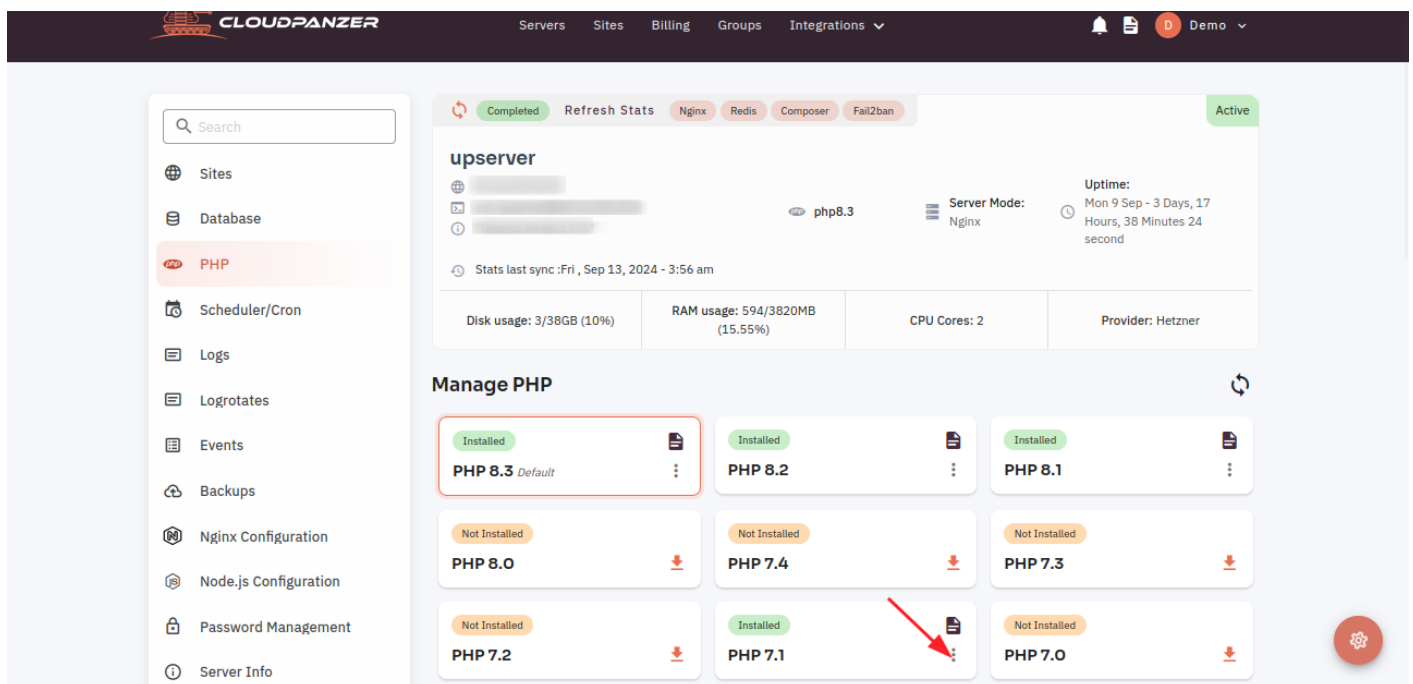 CLOUDPANZER
Servers Sites Billing Groups Integrations
D Demo
Search
Sites
Database
php PHP
Scheduler/Cron
Logs
Logrotates
Events
Backups
Nginx Configuration
Node.js Configuration
Password Management
Server Info
Completed Refresh Stats Nginx Redis Composer Fail2ban
Active
upserver
php8.3
Server Mode:
Nginx
Uptime:
Mon 9 Sep - 3 Days, 17
Hours, 38 Minutes 24
second
Stats last sync :Fri , Sep 13, 2024 - 3:56 am
Disk usage: 3/38GB (10%)
RAM usage: 594/3820MB
(15.55%)
CPU Cores: 2
Provider: Hetzner
Manage PHP
Installed
PHP 8.3 Default
Installed
PHP 8.2
Installed
PHP 8.1
Not Installed
PHP 8.0
Not Installed
PHP 7.4
Not Installed
PHP 7.3
Not Installed
PHP 7.2
Installed
PHP 7.1
Not Installed
PHP 7.0